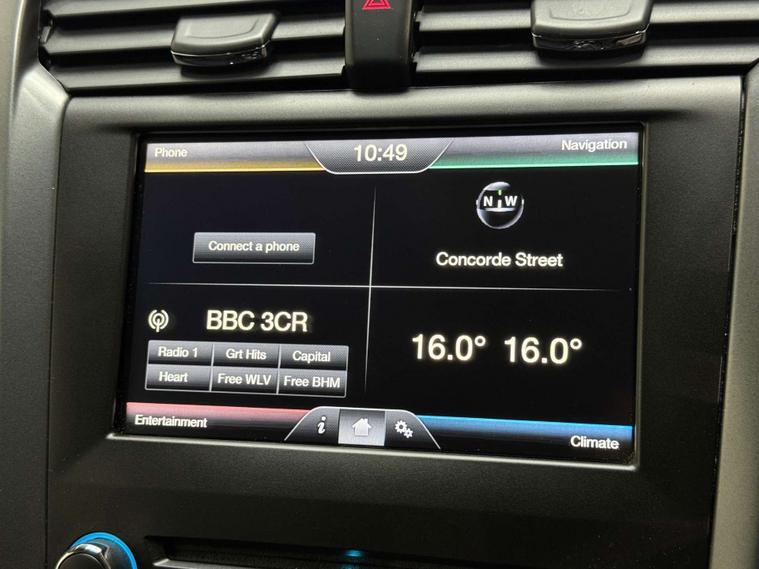 Phone
10:49
Navigation
N W
Connect a phone
Concorde Street
BBC 3CR
Radio 1 Grt Hits Capital
Heart Free WLV Free BHM
16.0° 16.0°
Entertainment
i
Climate